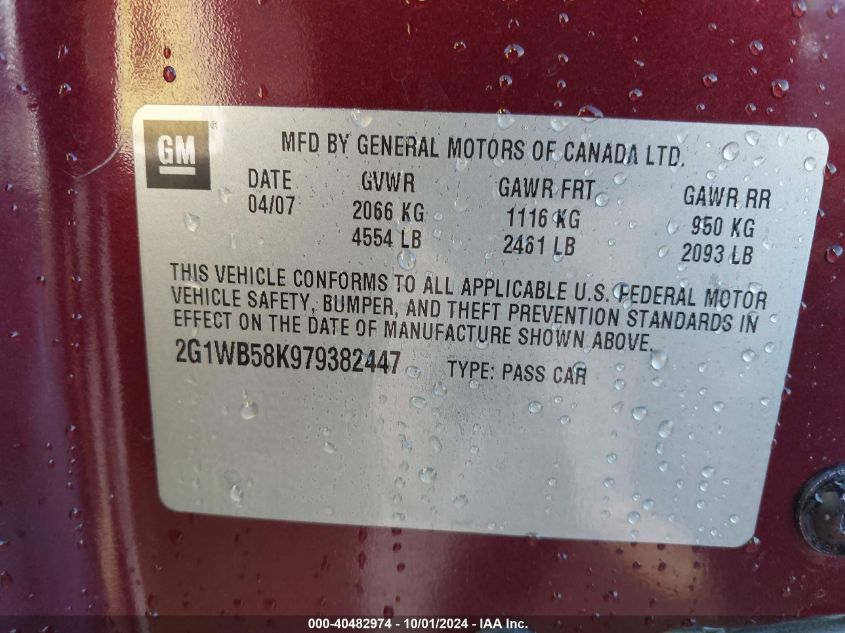 GM
MFD BY GENERAL MOTORS OF CANADA LTD.
DATE GVWR GAWR FRT GAWR RR
04/07 2066 KG 1116 KG 950 KG
4554 LB 2461 LB 2093 LB
THIS VEHICLE CONFORMS TO ALL APPLICABLE U.S. FEDERAL MOTOR
VEHICLE SAFETY, BUMPER, AND THEFT PREVENTION STANDARDS IN
EFFECT ON THE DATE OF MANUFACTURE SHOWN ABOVE.
2G1WB58K979382447 TYPE: PASS CAR
000-40482974 - 10/01/2024 - IAA Inc.